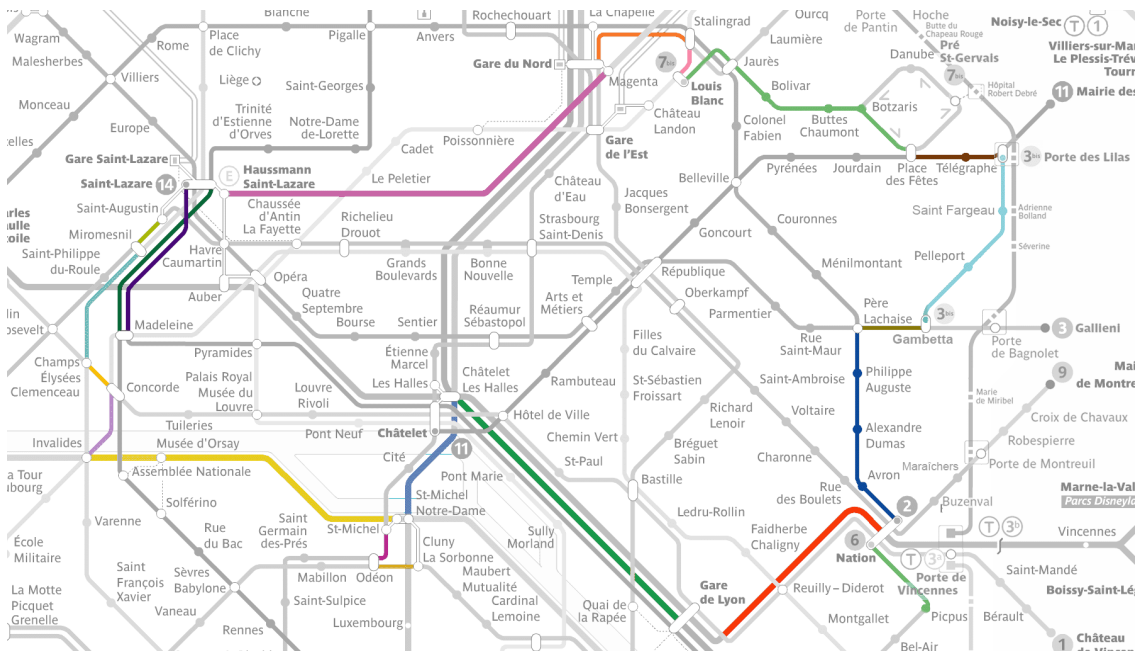 Blanche
Rochechouart
La Chapelle
Stalingrad
Ourcq
Hoche
Porte
de Pantin
Butte du
Chapeau Rouge
Noisy-le-Sec
T 1
Wagram
Rome
Place
de Clichy
Pigalle
Anvers
Laumière
Danube
Pré
St-Gervais
Malesherbes
Gare du Nord
Magenta
7bis
Jaurès
7bis
Villiers
Liège
Saint-Georges
Louis
Blanc
Bolivar
Hôpital
Robert Debré
11
Mairie des
Monceau
Trinité
d'Estienne
d'Orves
Notre-Dame
de-Lorette
Poissonnière
Château
Landon
Colonel
Fabien
Buttes
Chaumont
Botzaris
Europe
Cadet
Gare
de l'Est
Gare Saint-Lazare
Saint-Lazare
14
E
Haussmann
Saint-Lazare
Le Peletier
Château
d'Eau
Belleville
Pyrénées
Jourdain
Place
des Fêtes
Télégraphe
3bis
Porte des Lilas
Saint-Augustin
Chaussée
d'Antin
La Fayette
Richelieu
Drouot
Strasbourg
Saint-Denis
Jacques
Bonsergent
Couronnes
Saint Fargeau
Adrienne
Bolland
Miromesnil
Saint-Philippe
du-Roule
Havre
Caumartin
Goncourt
Séverine
Auber
Opéra
Grands
Boulevards
Bonne
Nouvelle
Temple
République
Ménilmontant
Pelleport
Quatre
Septembre
Bourse
Sentier
Réaumur
Sébastopol
Arts et
Métiers
Oberkampf
Parmentier
Père
Lachaise
3bis
Madeleine
Pyramides
Étienne
Marcel
Filles
du Calvaire
Rue
Saint-Maur
Gambetta
3
Gallieni
Porte
de Bagnolet
Champs
Élysées
Clemenceau
Concorde
Palais Royal
Musée du
Louvre
Louvre
Rivoli
Les Halles
Châtelet
Les Halles
Rambuteau
St-Sébastien
Froissart
Saint-Ambroise
Philippe
Auguste
9
Tuileries
Pont Neuf
Châtelet
11
Hôtel de Ville
Richard
Lenoir
Voltaire
Alexandre
Dumas
Marie
de Miribel
Croix de Chavaux
Robespierre
Invalides
Musée d'Orsay
Cité
Chemin Vert
Bréguet
Sabin
Charonne
Avron
Maraîchers
Porte de Montreuil
Assemblée Nationale
St-Michel
Notre-Dame
Pont Marie
St-Paul
Bastille
Rue
des Boulets
Buzenval
Marne-la-Val
Parcs Disneylan
Solférino
Varenne
Saint
Germain
des-Prés
St-Michel
Cluny
La Sorbonne
Sully
Morland
Ledru-Rollin
Faidherbe
Chaligny
2
6
Nation
T 3b
Vincennes
École
Militaire
Rue
du Bac
Mabillon
Odéon
Maubert
Mutualité
T 3a
Porte de
Vincennes
Saint-Mandé
La Motte
Picquet
Grenelle
Saint
François
Xavier
Sèvres
Babylone
Vaneau
Saint-Sulpice
Cardinal
Lemoine
Quai de
la Rapée
Gare
de Lyon
Reuilly – Diderot
Montgallet
Picpus
Bérault
Boissy-Saint-Lég
Rennes
Luxembourg
Bel-Air
1
Château
de Vincen